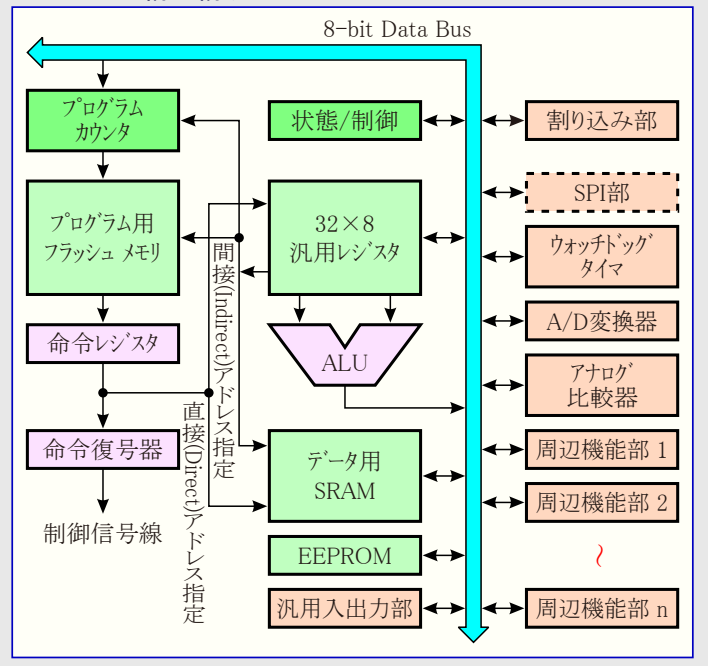 8-bit Data Bus
プログラム
カウンタ
状態/制御
割り込み部
プログラム用
フラッシュ メモリ
32×8
汎用レジスタ
SPI部
ウォッチドッグ
タイマ
間接(Indirect)アドレス指定
命令レジスタ
ALU
A/D変換器
アナログ
比較器
直接(Direct)アドレス指定
命令復号器
データ用
SRAM
周辺機能部 1
周辺機能部 2
制御信号線
EEPROM
汎用入出力部
~
周辺機能部 n